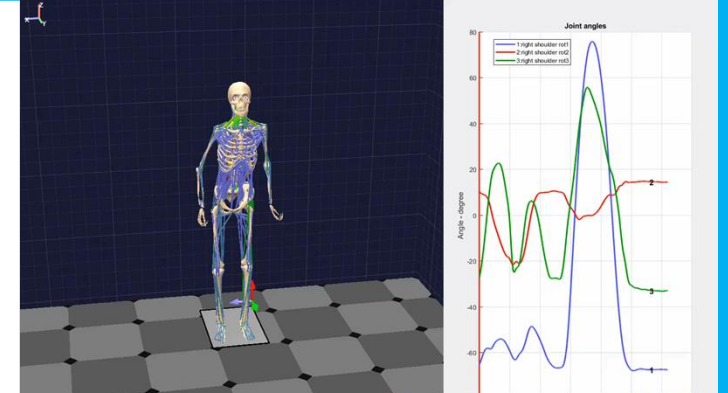 Joint angles
1:right shoulder rot1
2:right shoulder rot2
3:right shoulder rot3
Angle - degree
80
60
40
20
0
-20
-40
-60
2
3
1